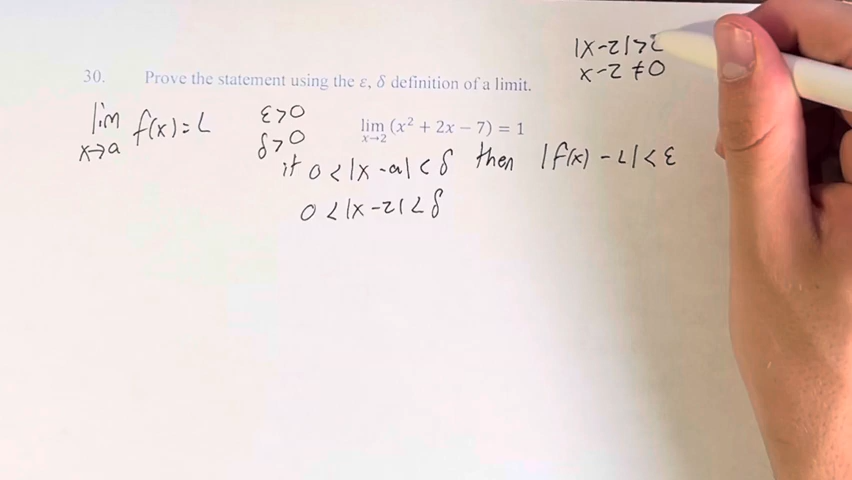 |x-2|>
x-2≠0
30. Prove the statement using the ε, δ definition of a limit.
lim x→a f(x)=L
ε>0
δ>0
lim x→2 (x² + 2x − 7) = 1
if 0<|x-a|<δ then |f(x)-L|<ε
0<|x-2|<δ